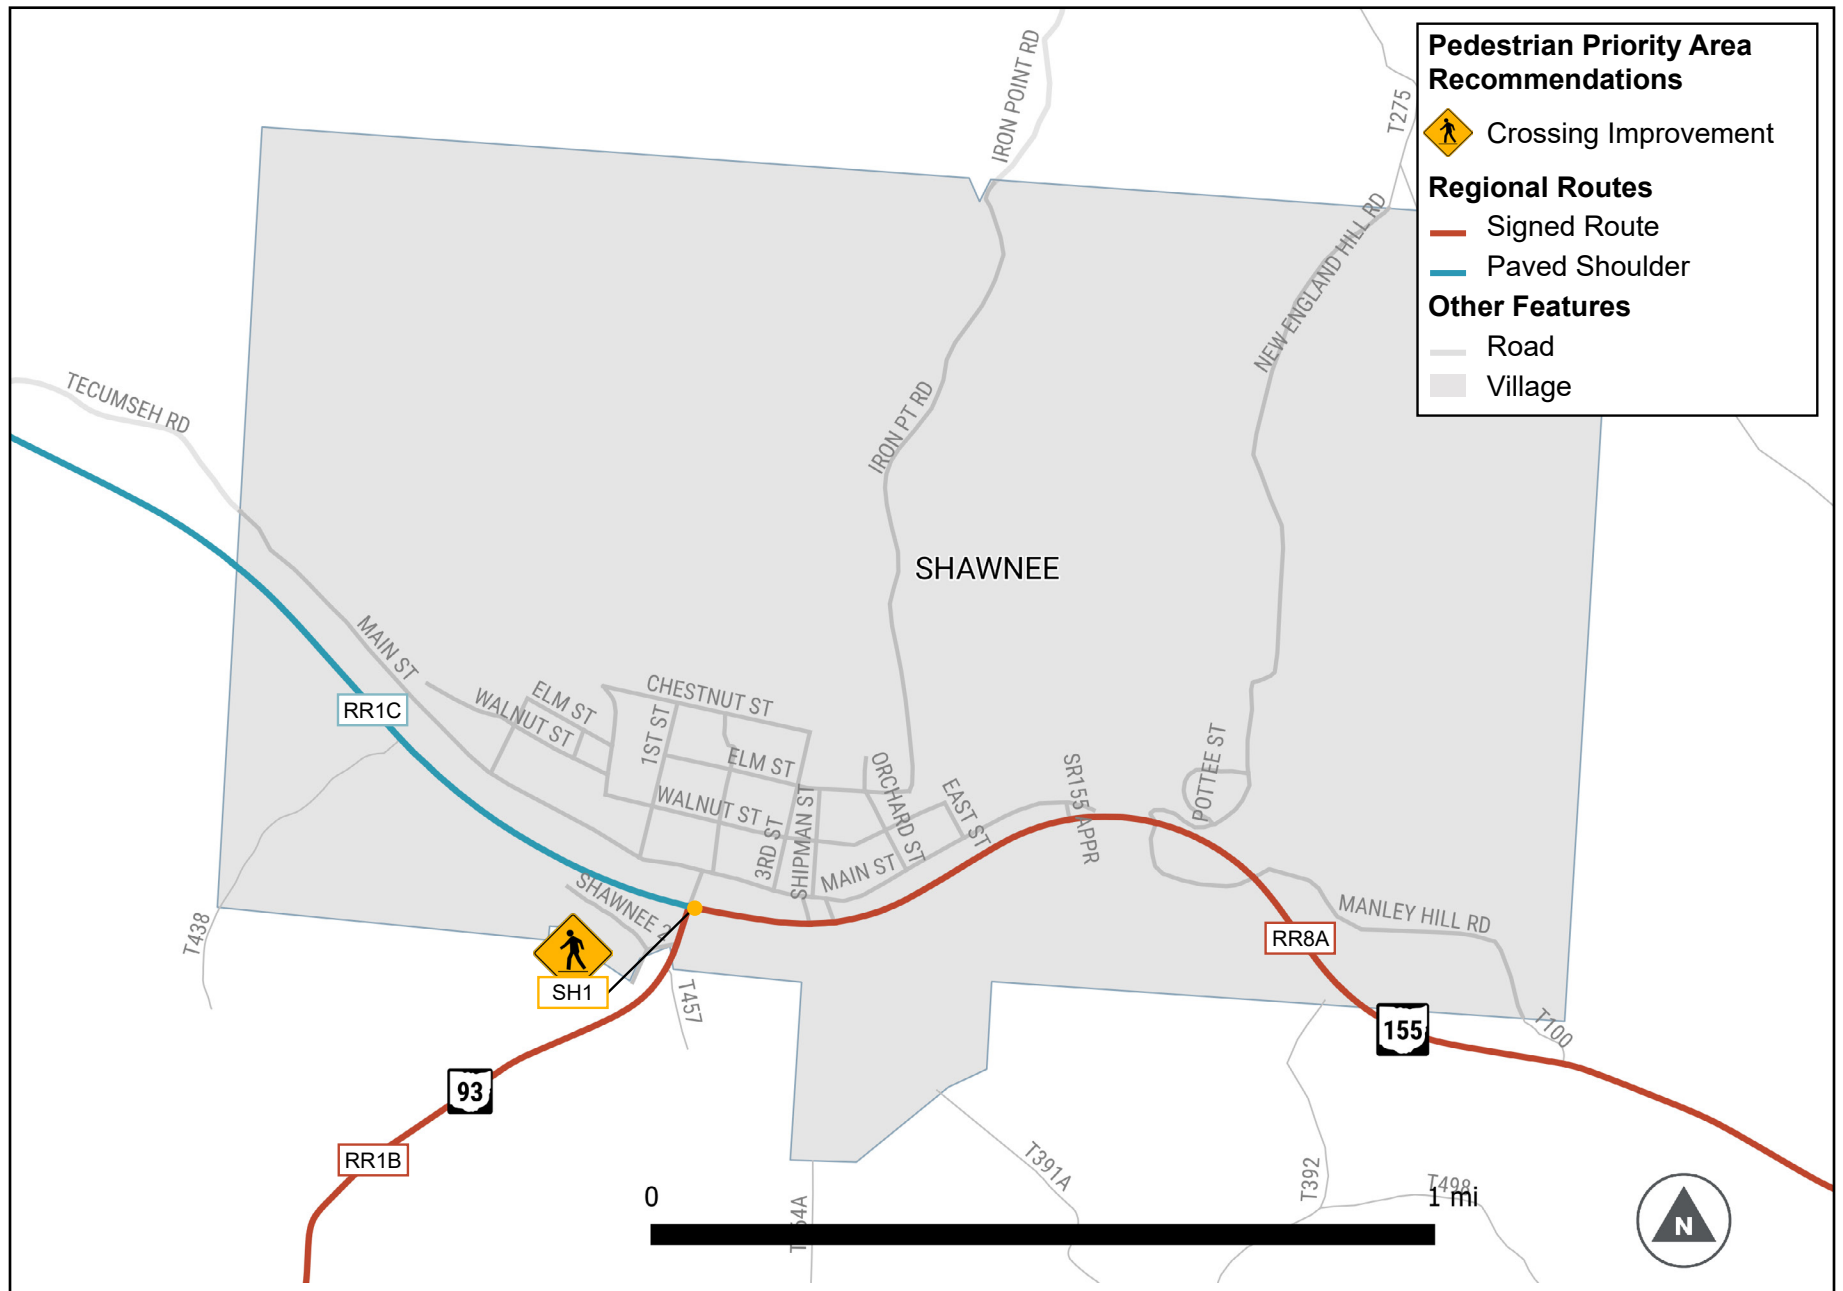 Pedestrian Priority Area
Recommendations
Crossing Improvement
Regional Routes
Signed Route
Paved Shoulder
Other Features
Road
Village
IRON POINT RD
T275
NEW ENGLAND HILL RD
TECUMSEH RD
IRON PT RD
SHAWNEE
MAIN ST
RR1C
WALNUT ST
ELM ST
CHESTNUT ST
1ST ST
ELM ST
WALNUT ST
3RD ST
SHIPMAN ST
ORCHARD ST
EAST ST
MAIN ST
SR155 APPR
POTTEE ST
SHAWNEE 2
MANLEY HILL RD
RR8A
T438
SH1
T457
155
T100
93
RR1B
T391A
T392
T498
0
1 mi
N